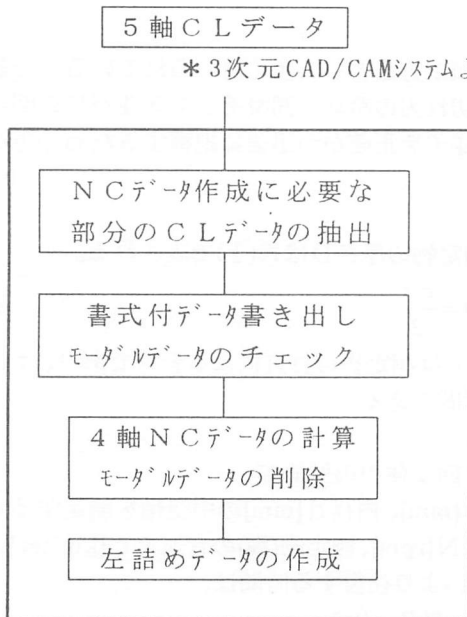 ５軸ＣＬデータ
＊３次元CAD/CAMｼｽﾃﾑよ
ＮＣﾃﾞｰﾀ作成に必要な
部分のＣＬデータの抽出
書式付ﾃﾞｰﾀ書き出し
ﾓｰﾀﾞﾙデータのチェック
４軸ＮＣデータの計算
ﾓｰﾀﾞﾙデータの削除
左詰めデータの作成